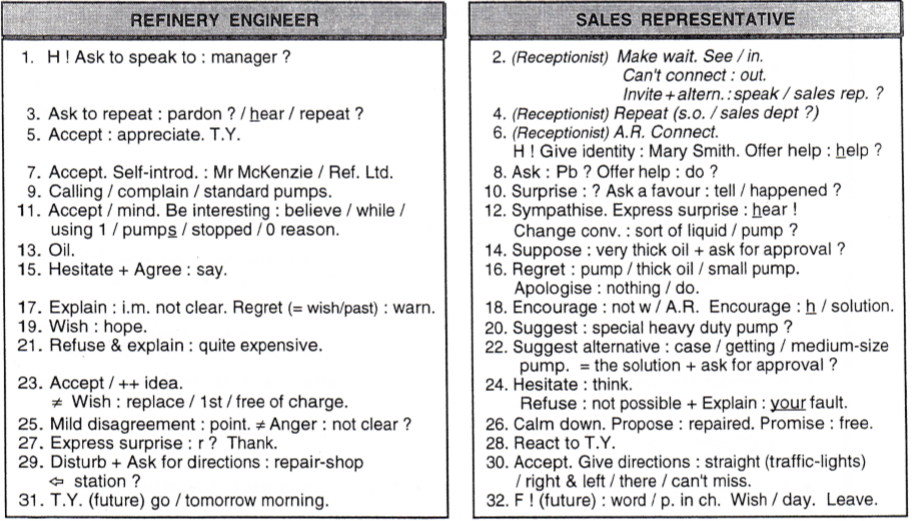 REFINERY ENGINEER
1. H ! Ask to speak to : manager ?
3. Ask to repeat : pardon ? / hear / repeat ?
5. Accept : appreciate. T.Y.
7. Accept. Self-introd. : Mr McKenzie / Ref. Ltd.
9. Calling / complain / standard pumps.
11. Accept / mind. Be interesting : believe / while /
using 1 / pumps / stopped / 0 reason.
13. Oil.
15. Hesitate + Agree : say.
17. Explain : i.m. not clear. Regret (= wish/past) : warn.
19. Wish : hope.
21. Refuse & explain : quite expensive.
23. Accept / ++ idea.
≠ Wish : replace / 1st / free of charge.
25. Mild disagreement : point. ≠ Anger : not clear ?
27. Express surprise : r ? Thank.
29. Disturb + Ask for directions : repair-shop
⇦ station ?
31. T.Y. (future) go / tomorrow morning.
SALES REPRESENTATIVE
2. (Receptionist) Make wait. See / in.
Can't connect : out.
Invite + altern. : speak / sales rep. ?
4. (Receptionist) Repeat (s.o. / sales dept ?)
6. (Receptionist) A.R. Connect.
H ! Give identity : Mary Smith. Offer help : help ?
8. Ask : Pb ? Offer help : do ?
10. Surprise : ? Ask a favour : tell / happened ?
12. Sympathise. Express surprise : hear !
Change conv. : sort of liquid / pump ?
14. Suppose : very thick oil + ask for approval ?
16. Regret : pump / thick oil / small pump.
Apologise : nothing / do.
18. Encourage : not w / A.R. Encourage : h / solution.
20. Suggest : special heavy duty pump ?
22. Suggest alternative : case / getting / medium-size
pump. = the solution + ask for approval ?
24. Hesitate : think.
Refuse : not possible + Explain : your fault.
26. Calm down. Propose : repaired. Promise : free.
28. React to T.Y.
30. Accept. Give directions : straight (traffic-lights)
/ right & left / there / can't miss.
32. F ! (future) : word / p. in ch. Wish / day. Leave.